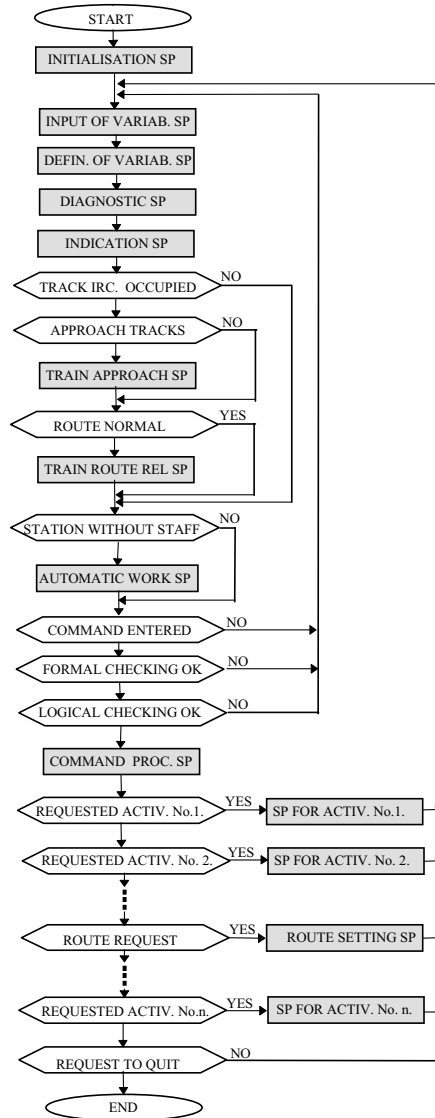 START
INITIALISATION SP
INPUT OF VARIAB. SP
DEFIN. OF VARIAB. SP
DIAGNOSTIC SP
INDICATION SP
TRACK IRC. OCCUPIED
NO
APPROACH TRACKS
NO
TRAIN APPROACH SP
ROUTE NORMAL
YES
TRAIN ROUTE REL SP
STATION WITHOUT STAFF
NO
AUTOMATIC WORK SP
COMMAND ENTERED
NO
FORMAL CHECKING OK
NO
LOGICAL CHECKING OK
NO
COMMAND PROC. SP
REQUESTED ACTIV. No.1.
YES
SP FOR ACTIV. No.1.
REQUESTED ACTIV. No. 2.
YES
SP FOR ACTIV. No. 2.
ROUTE REQUEST
YES
ROUTE SETTING SP
REQUESTED ACTIV. No.n.
YES
SP FOR ACTIV. No. n.
REQUEST TO QUIT
NO
END